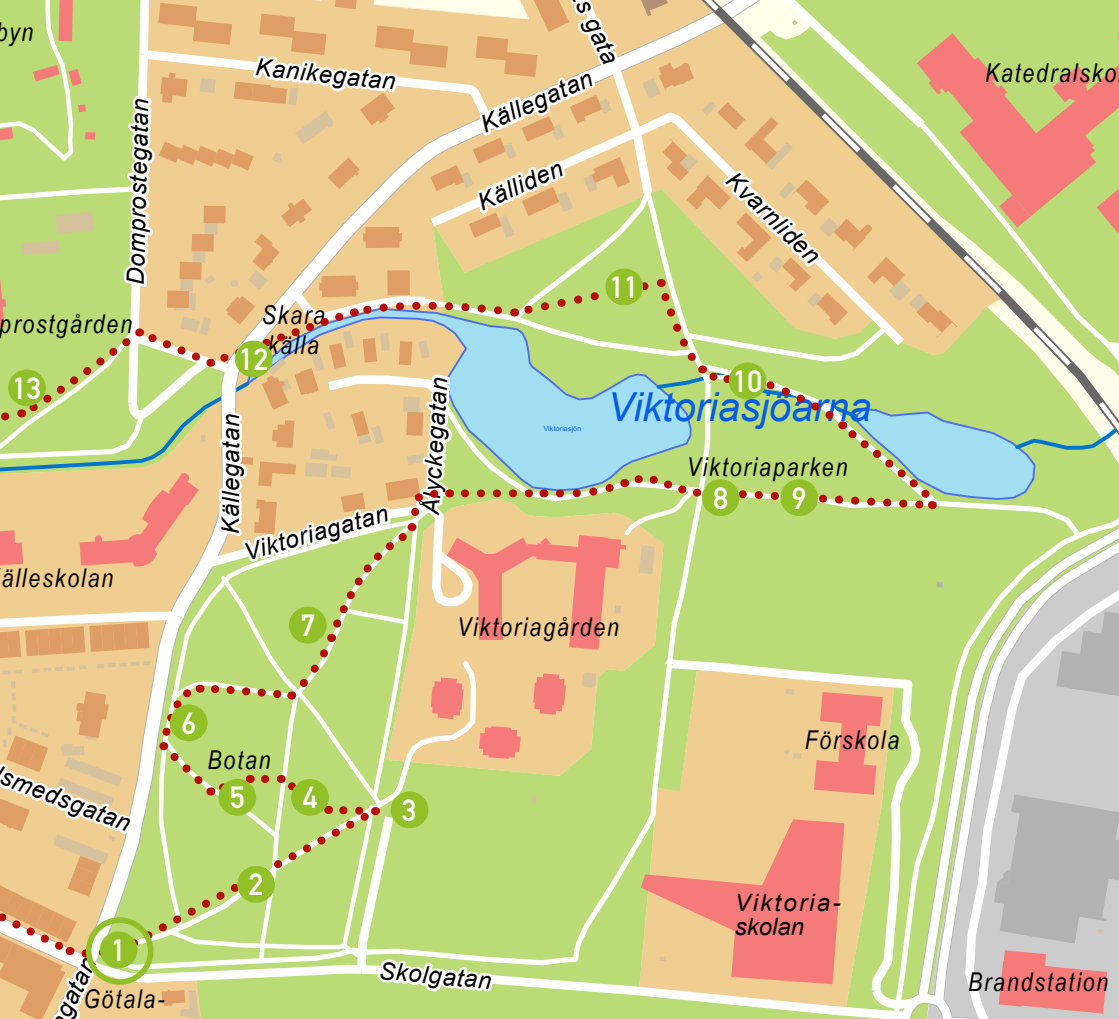 byn
s gata
Kanikegatan
Källegatan
Katedralsko
Domprostegatan
Källiden
Kvarnliden
11
prostgården
Skara
källa
12
13
10
Viktoriasjöarna
Viktoriasjön
Älyckegatan
Källegatan
Viktoriaparken
8
9
Viktoriagatan
älleskolan
7
Viktoriagården
6
Botan
5
4
3
Förskola
lsmedsgatan
2
Viktoria-
skolan
1
Skolgatan
egatan
Götala-
Brandstation